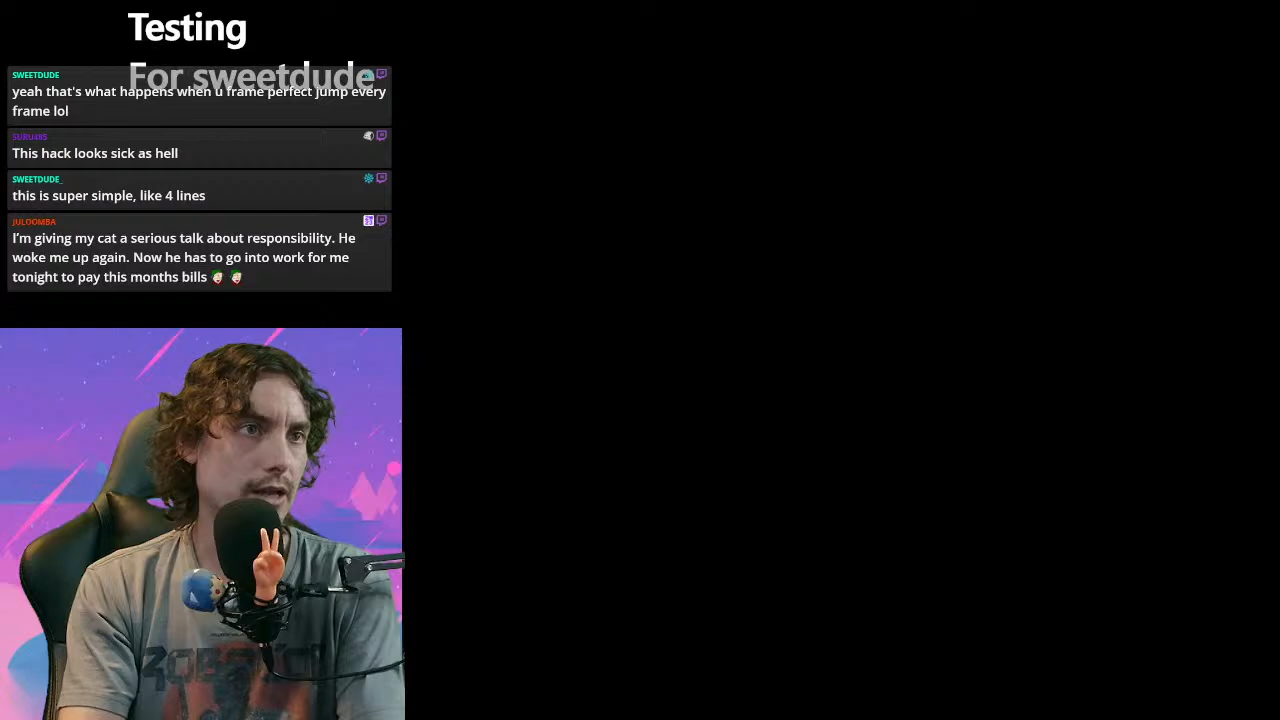 Testing
For sweetdude
SWEETDUDE
yeah that's what happens when u frame perfect jump every
frame lol
This hack looks sick as hell
SWEETDUDE_
this is super simple, like 4 lines
JULOOMBA
I'm giving my cat a serious talk about responsibility. He
woke me up again. Now he has to go into work for me
tonight to pay this months bills